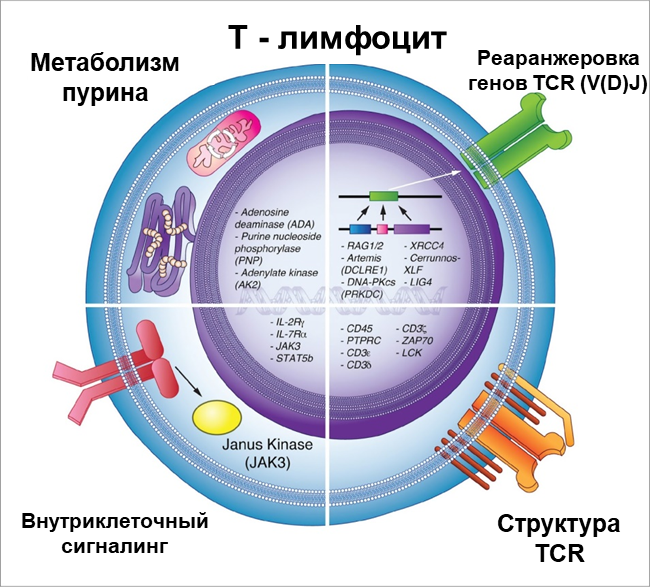 Т - лимфоцит
Метаболизм
пурина
Реаранжеровка
генов TCR (V(D)J)
- Adenosine
deaminase (ADA)
- Purine nucleoside
phosphorylase
(PNP)
- Adenylate kinase
(AK2)
- RAG1/2
- Artemis
(DCLRE1)
- DNA-PKcs
(PRKDC)
- XRCC4
- Cerrunnos-
XLF
- LIG4
- IL-2Rγ
- IL-7Rα
- JAK3
- STAT5b
- CD45
PTPRC
- CD3ε
- CD3δ
- CD3ζ
- ZAP70
- LCK
Janus Kinase
(JAK3)
Внутриклеточный
сигналинг
Структура
TCR